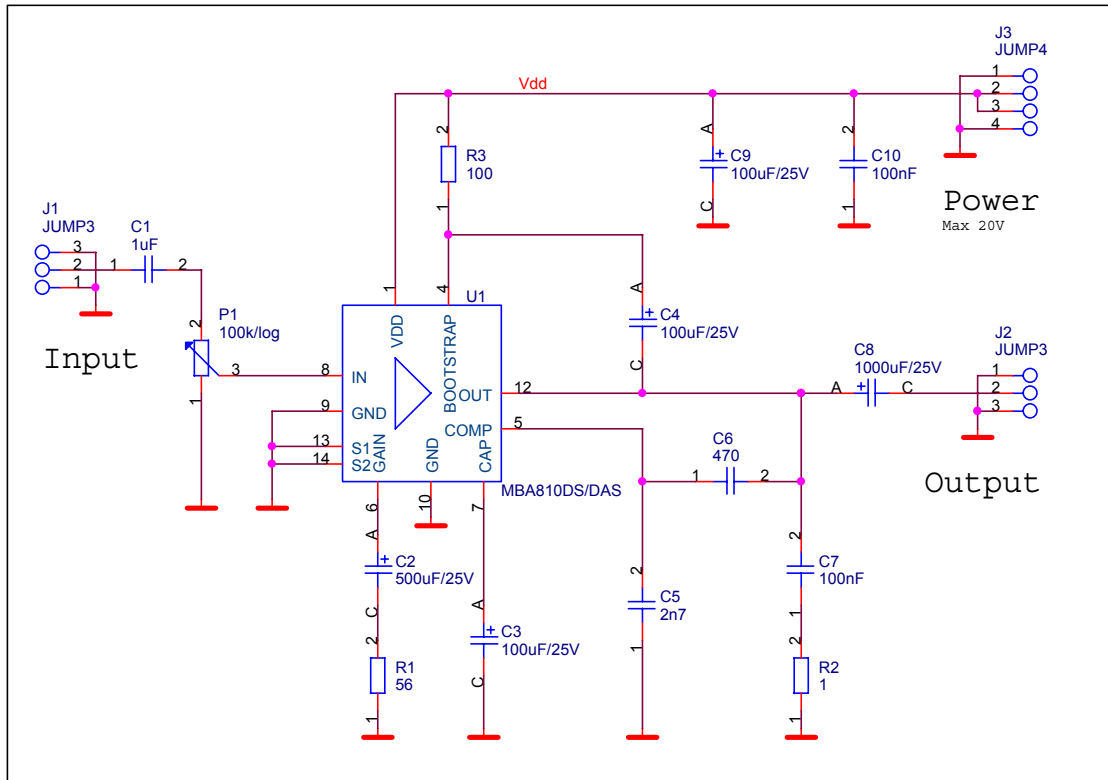 J3
JUMP4
1
2
3
4
Vdd
Power
Max 20V
2
R3
100
1
A
C9
100uF/25V
C
2
C10
100nF
1
J1
JUMP3
3
2
1
C1
1uF
1
2
Input
P1
100k/log
2
3
1
1
4
U1
VDD
BOOTSTRAP
8
IN
9
GND
13
S1
14
S2
GAIN
GND
CAP
OUT
12
COMP
5
MBA810DS/DAS
6
10
7
A
C4
100uF/25V
C
C8
1000uF/25V
A
C
J2
JUMP3
1
2
3
Output
C6
470
1
2
A
C2
500uF/25V
C
2
R1
56
1
A
C3
100uF/25V
C
2
C5
2n7
1
2
C7
100nF
1
2
R2
1
1